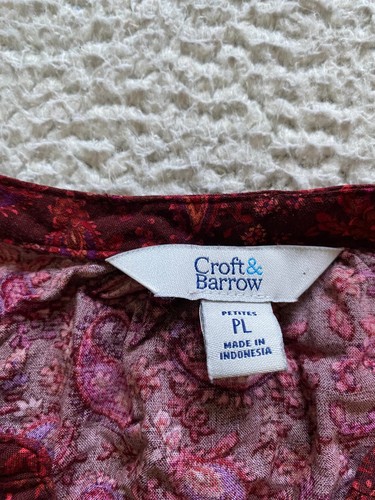 Croft&
Barrow
PETITES
PL
MADE IN
INDONESIA